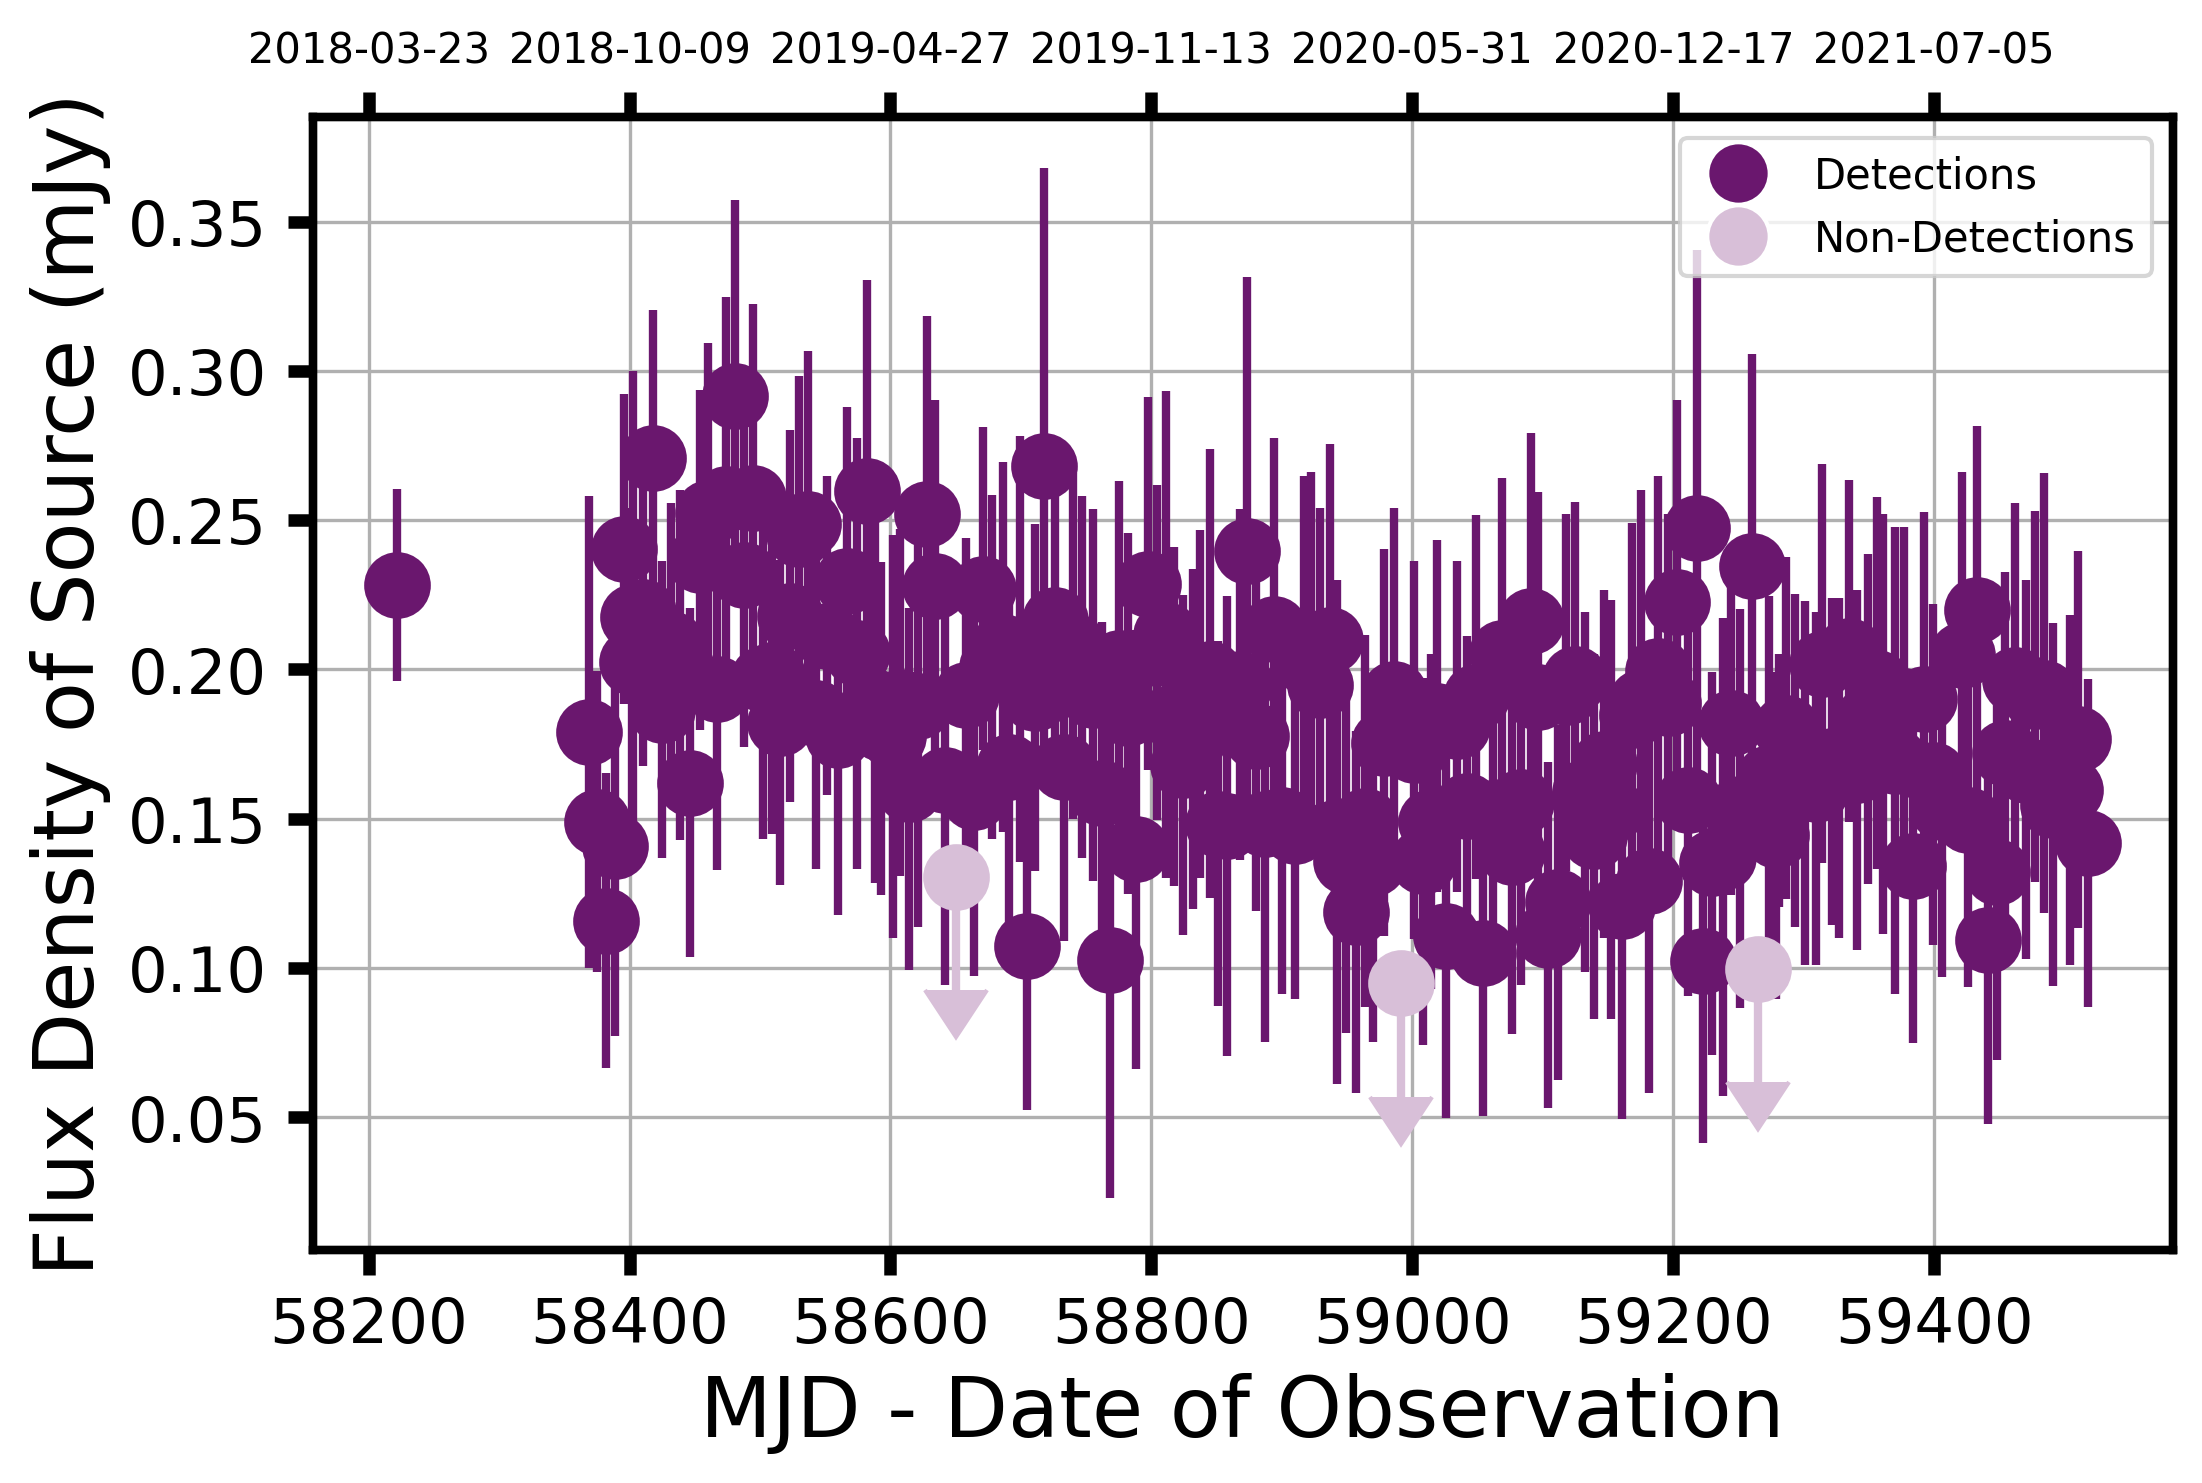 2018-03-23 2018-10-09 2019-04-27 2019-11-13 2020-05-31 2020-12-17 2021-07-05
Detections
Non-Detections
Flux Density of Source (mJy)
0.35
0.30
0.25
0.20
0.15
0.10
0.05
58200 58400 58600 58800 59000 59200 59400
MJD - Date of Observation